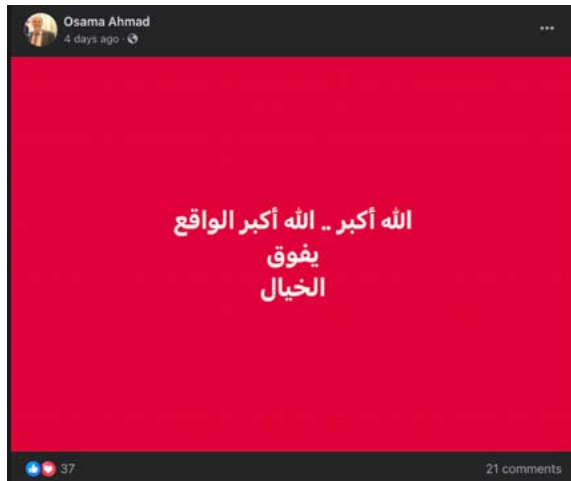 Osama Ahmad
4 days ago ·
الله أكبر .. الله أكبر الواقع
يفوق
الخيال
37
21 comments